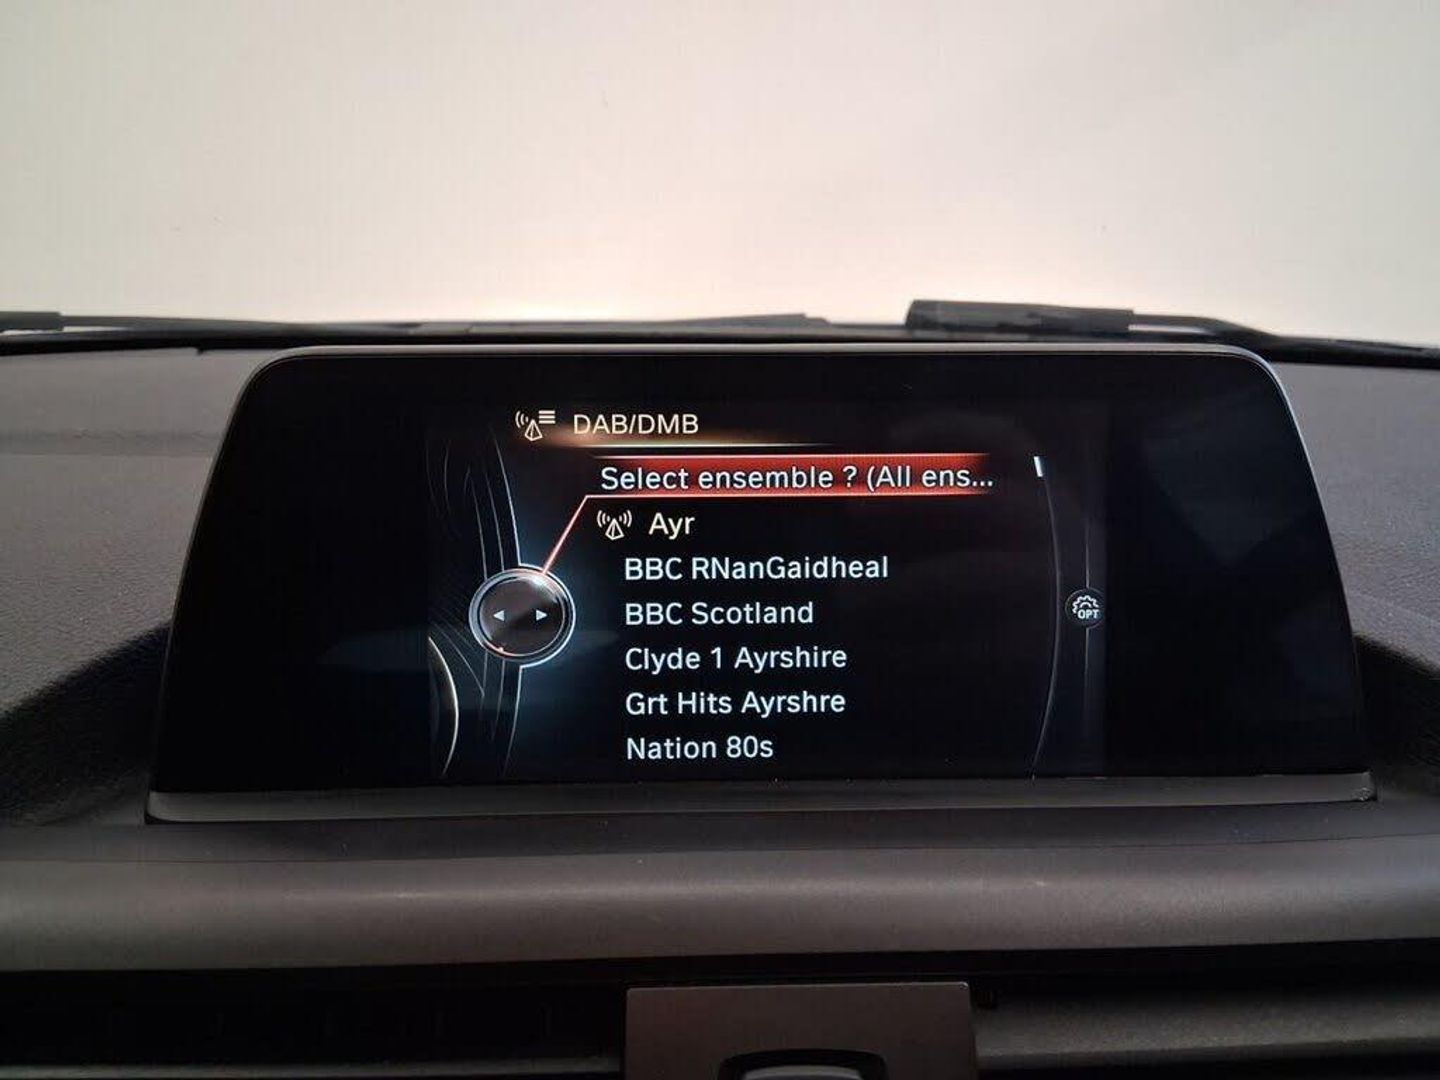 DAB/DMB
Select ensemble ? (All ens...
Ayr
BBC RNanGaidheal
BBC Scotland
OPT
Clyde 1 Ayrshire
Grt Hits Ayrshre
Nation 80s